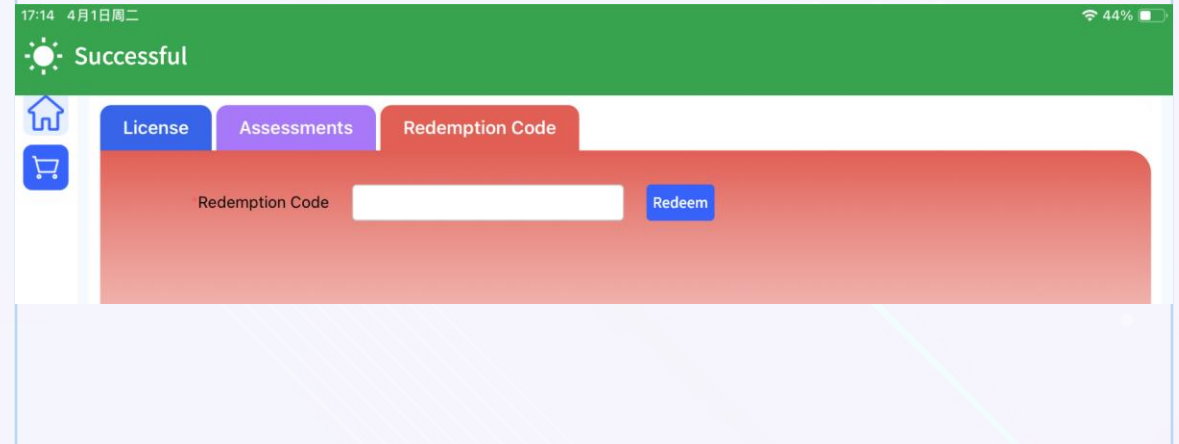 17:14 4月1日周二 44%
Successful
License Assessments Redemption Code
*Redemption Code Redeem